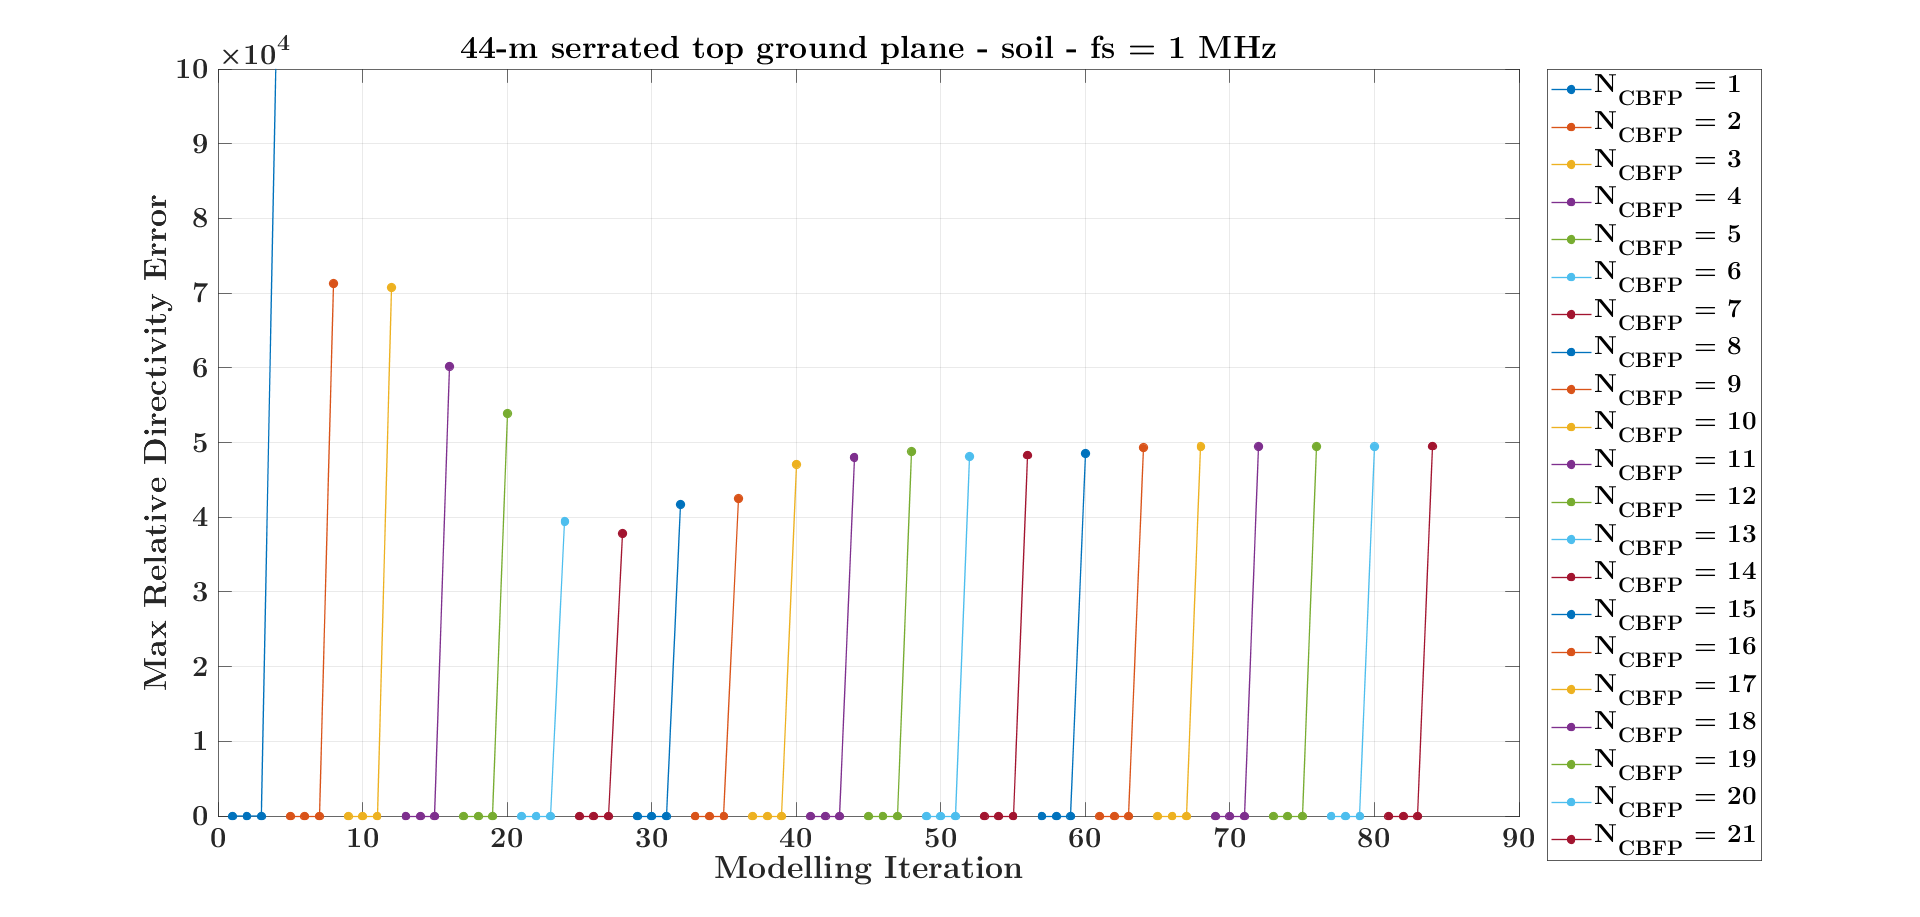 ×10^4
44-m serrated top ground plane - soil - fs = 1 MHz
10
9
8
7
6
5
4
3
2
1
0
Max Relative Directivity Error
0 10 20 30 40 50 60 70 80 90
Modelling Iteration
N_CBFP = 1
N_CBFP = 2
N_CBFP = 3
N_CBFP = 4
N_CBFP = 5
N_CBFP = 6
N_CBFP = 7
N_CBFP = 8
N_CBFP = 9
N_CBFP = 10
N_CBFP = 11
N_CBFP = 12
N_CBFP = 13
N_CBFP = 14
N_CBFP = 15
N_CBFP = 16
N_CBFP = 17
N_CBFP = 18
N_CBFP = 19
N_CBFP = 20
N_CBFP = 21